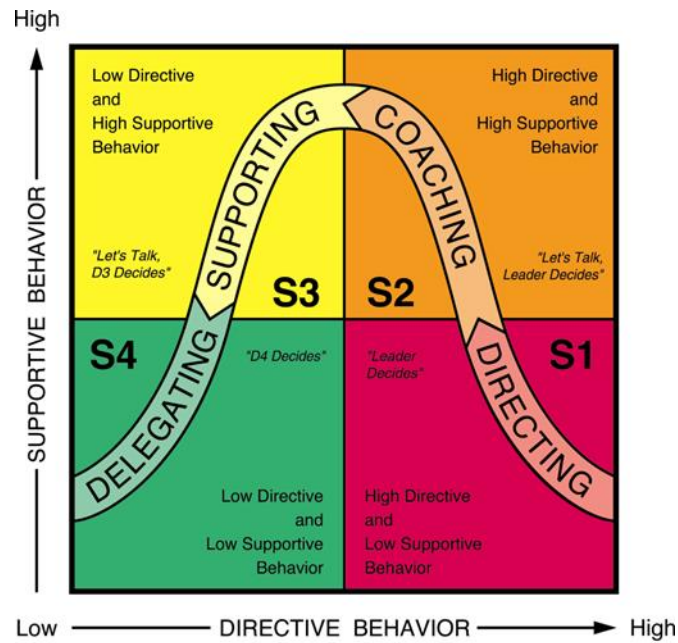 High
SUPPORTIVE BEHAVIOR
Low Directive
and
High Supportive
Behavior
High Directive
and
High Supportive
Behavior
SUPPORTING
COACHING
"Let's Talk,
D3 Decides"
"Let's Talk,
Leader Decides"
S3
S2
S4
S1
"D4 Decides"
"Leader
Decides"
DELEGATING
DIRECTING
Low Directive
and
Low Supportive
Behavior
High Directive
and
Low Supportive
Behavior
Low
DIRECTIVE BEHAVIOR
High